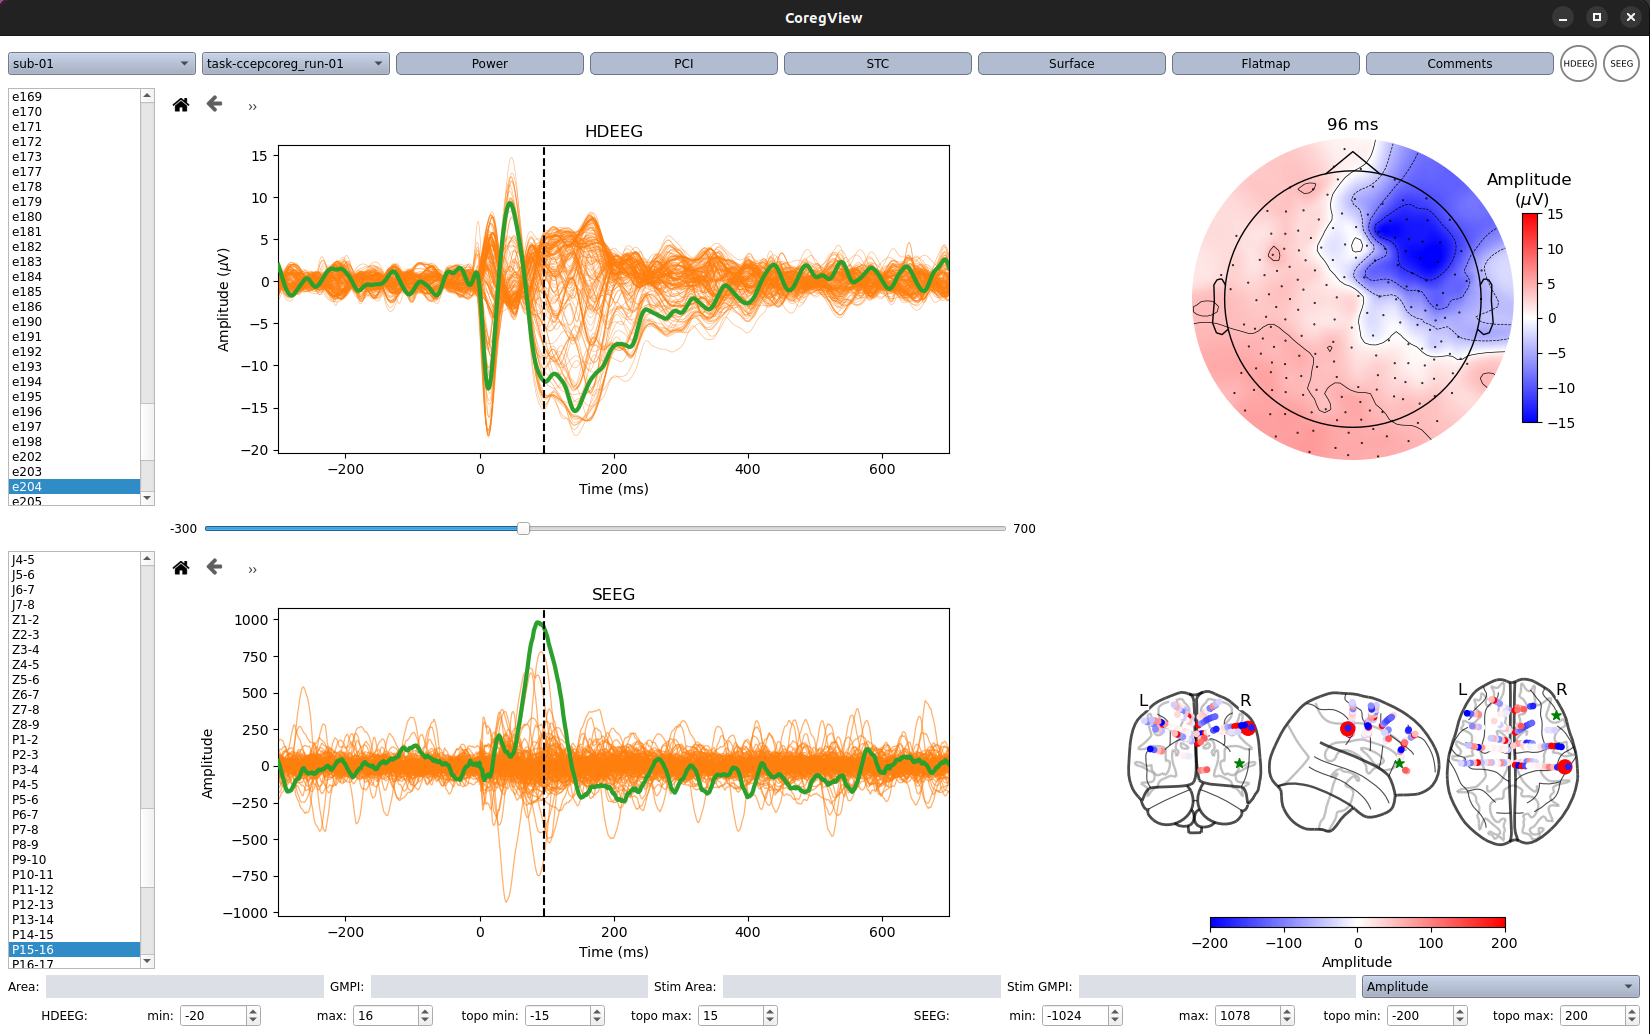 CoregView
sub-01 task-ccepcoreg_run-01 Power PCI STC Surface Flatmap Comments HDEEG SEEG
e169
e170
e171
e172
e173
e177
e178
e179
e180
e181
e182
e183
e184
e185
e186
e190
e191
e192
e193
e194
e195
e196
e197
e198
e202
e203
e204
e205
››
HDEEG
15
10
5
0
−5
−10
−15
−20
Amplitude (μV)
−200 0 200 400 600
Time (ms)
96 ms
Amplitude
(μV)
15
10
5
0
−5
−10
−15
-300 700
J4-5
J5-6
J6-7
J7-8
Z1-2
Z2-3
Z3-4
Z4-5
Z5-6
Z6-7
Z7-8
Z8-9
P1-2
P2-3
P3-4
P4-5
P5-6
P6-7
P7-8
P8-9
P9-10
P10-11
P11-12
P12-13
P13-14
P14-15
P15-16
P16-17
››
SEEG
1000
750
500
250
0
−250
−500
−750
−1000
Amplitude
−200 0 200 400 600
Time (ms)
L R L R
−200 −100 0 100 200
Amplitude
Area: GMPI: Stim Area: Stim GMPI: Amplitude
HDEEG: min: -20 max: 16 topo min: -15 topo max: 15 SEEG: min: -1024 max: 1078 topo min: -200 topo max: 200